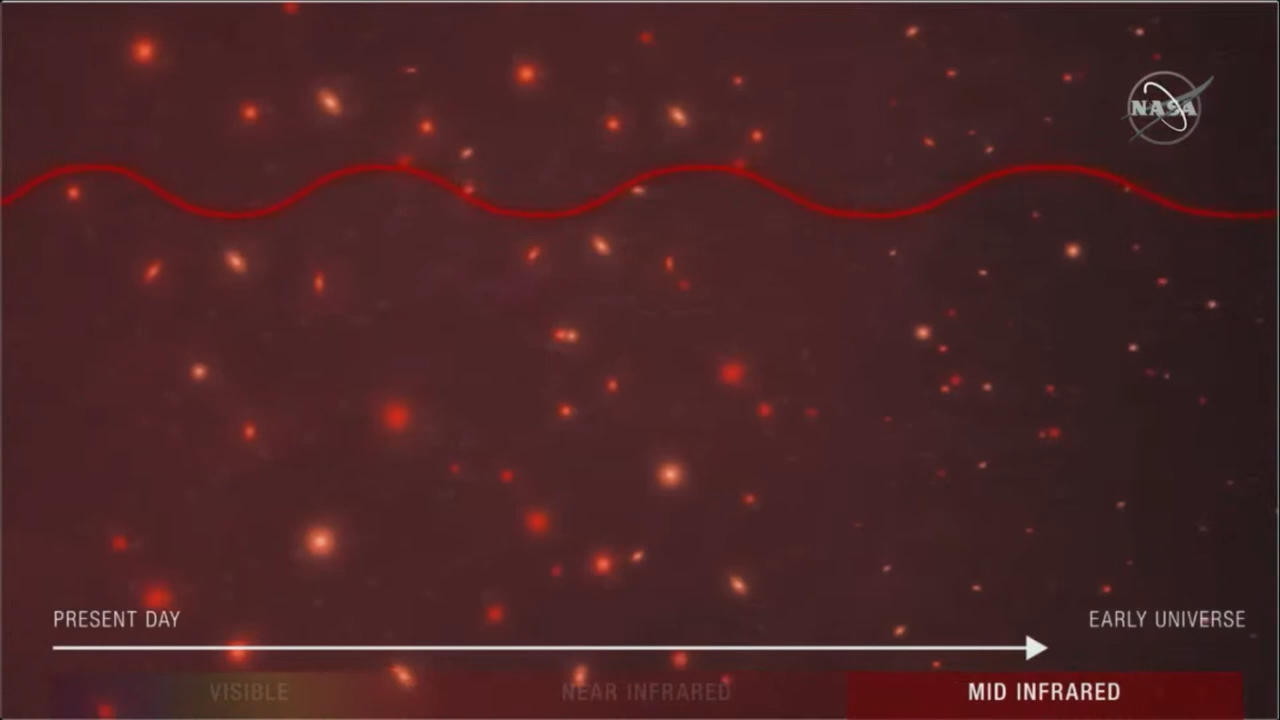 NASA
PRESENT DAY
EARLY UNIVERSE
VISIBLE
NEAR INFRARED
MID INFRARED